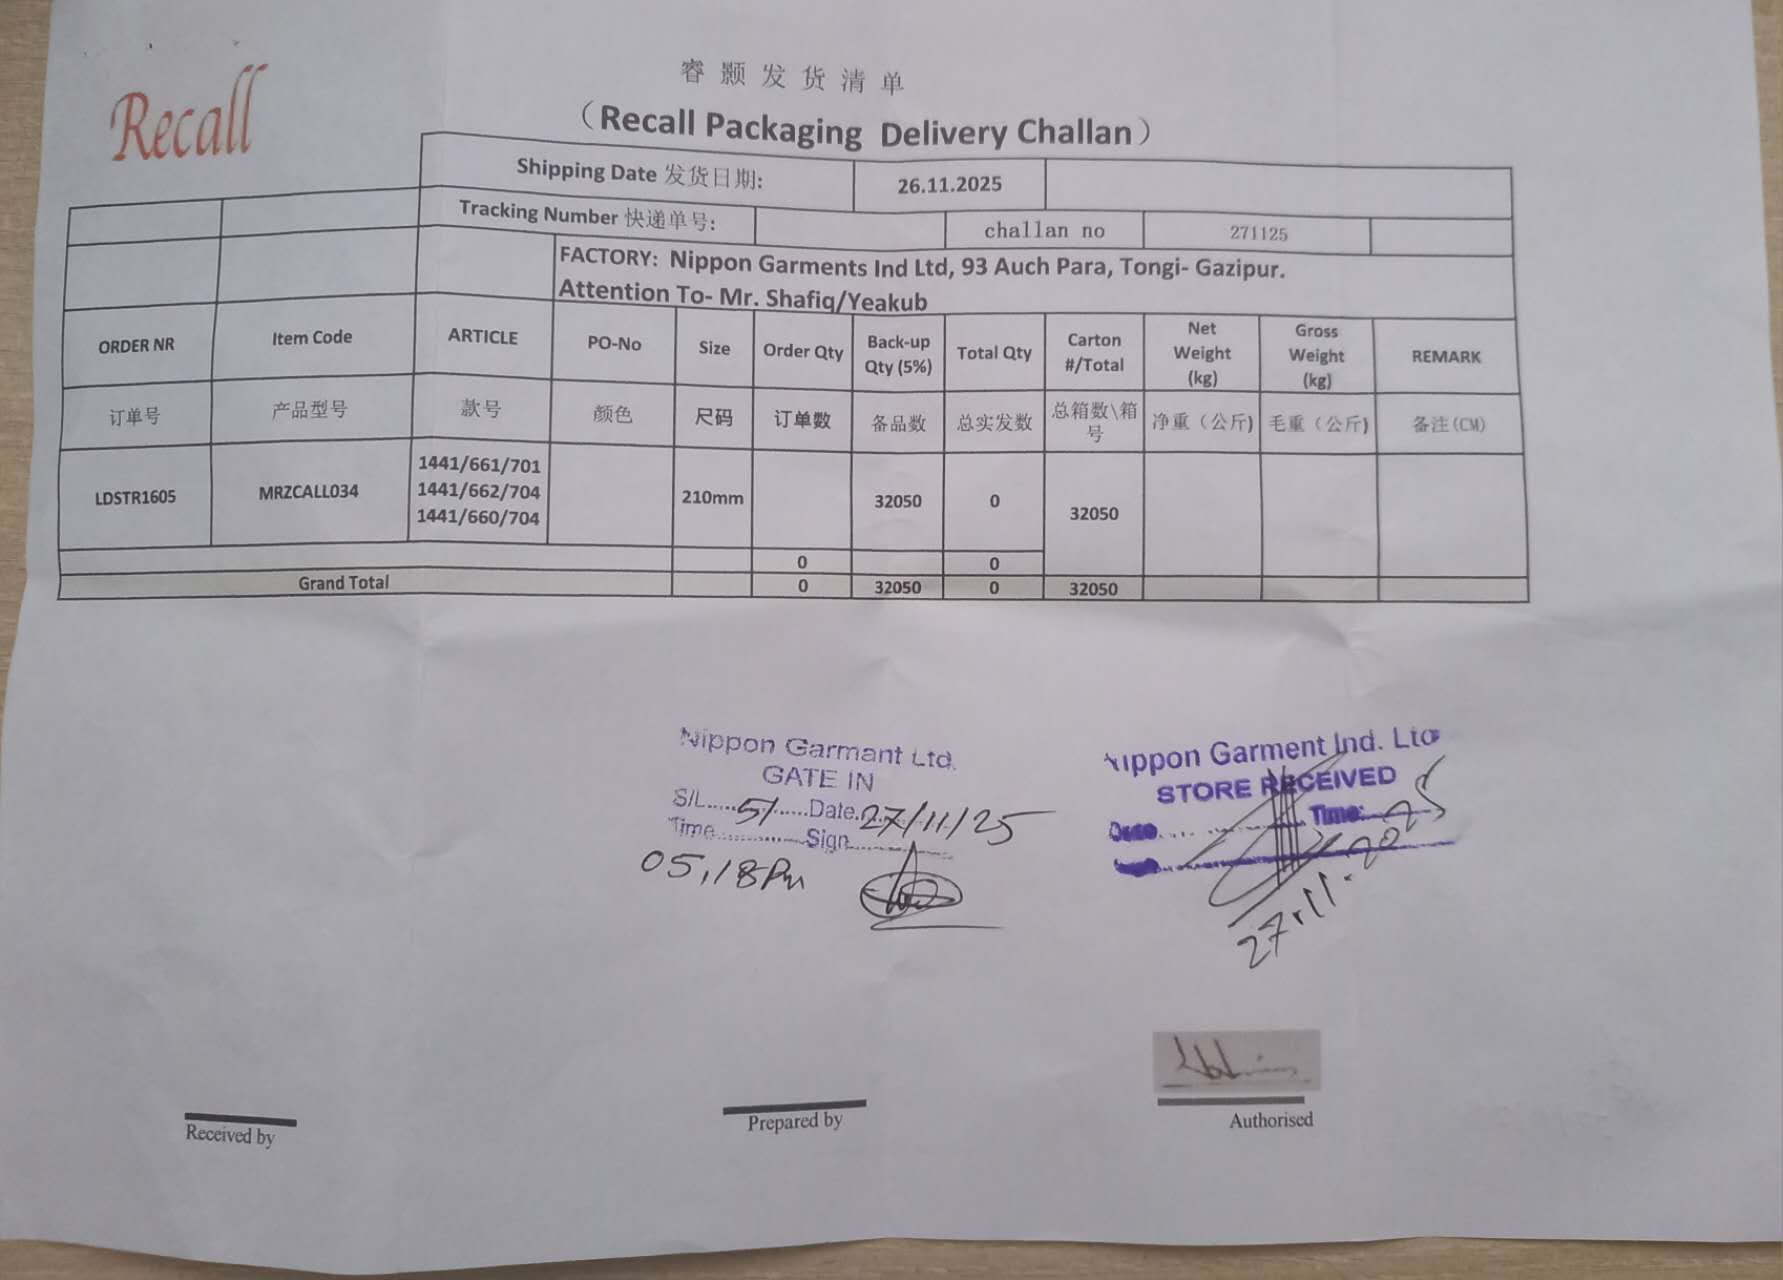 Recall
睿颢发货清单
（Recall Packaging Delivery Challan）
Shipping Date 发货日期: 26.11.2025
Tracking Number 快递单号: challan no 271125
FACTORY: Nippon Garments Ind Ltd, 93 Auch Para, Tongi- Gazipur.
Attention To- Mr. Shafiq/Yeakub
ORDER NR Item Code ARTICLE PO-No Size Order Qty Back-up Qty (5%) Total Qty Carton #/Total Net Weight (kg) Gross Weight (kg) REMARK
订单号 产品型号 款号 颜色 尺码 订单数 备品数 总实发数 总箱数\箱号 净重（公斤) 毛重（公斤) 备注(CM)
LDSTR1605 MRZCALL034 1441/661/701 1441/662/704 1441/660/704 210mm 32050 0 32050
0 0
Grand Total 0 32050 0 32050
Nippon Garmant Ltd.
GATE IN
S/L.....51......Date.27/11/25
Time..............Sign..............
05,18Pm
Nippon Garment Ind. Ltd
STORE RECEIVED
Date.............. Time:
27.11.2025
Received by
Prepared by
Authorised